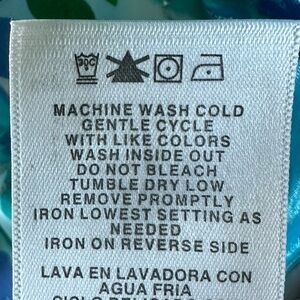 30C
MACHINE WASH COLD
GENTLE CYCLE
WITH LIKE COLORS
WASH INSIDE OUT
DO NOT BLEACH
TUMBLE DRY LOW
REMOVE PROMPTLY
IRON LOWEST SETTING AS
NEEDED
IRON ON REVERSE SIDE
LAVA EN LAVADORA CON
AGUA FRIA